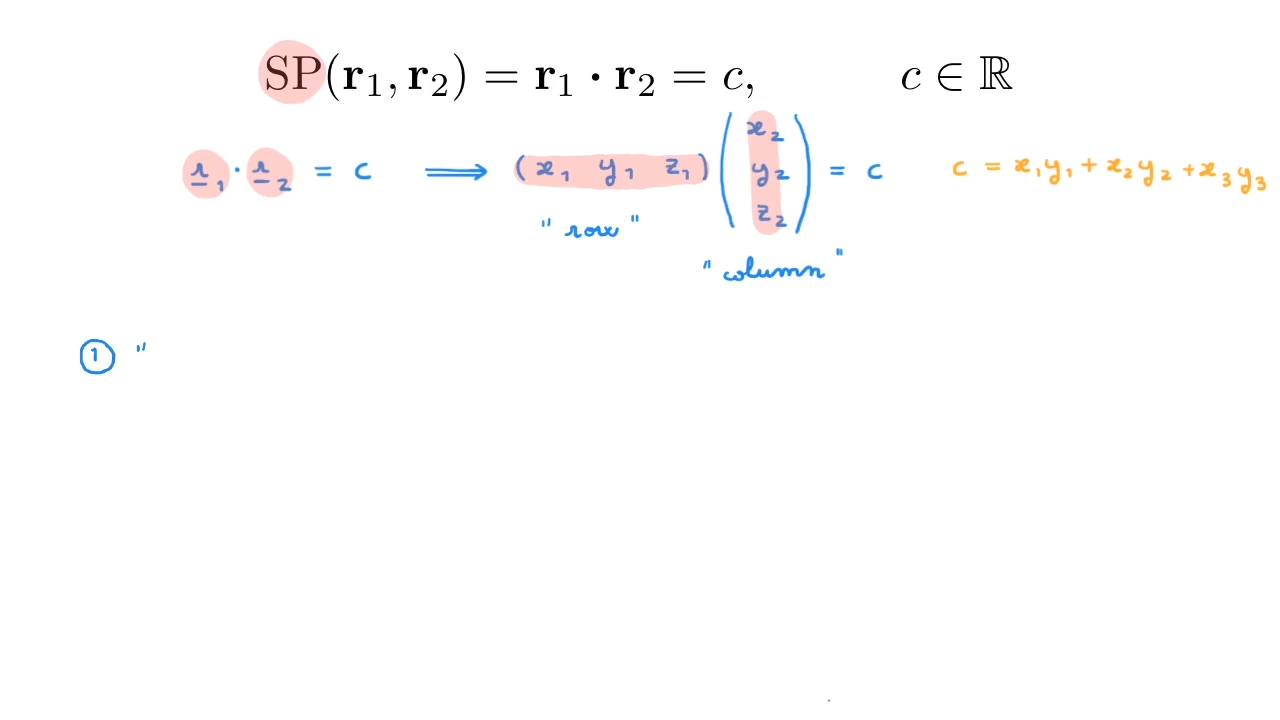 SP(r₁, r₂) = r₁ · r₂ = c, c ∈ ℝ
r₁ · r₂ = c ⟹ (x₁ y₁ z₁) (x₂ y₂ z₂) = c c = x₁y₁ + x₂y₂ + x₃y₃
"row"
"column"
① "